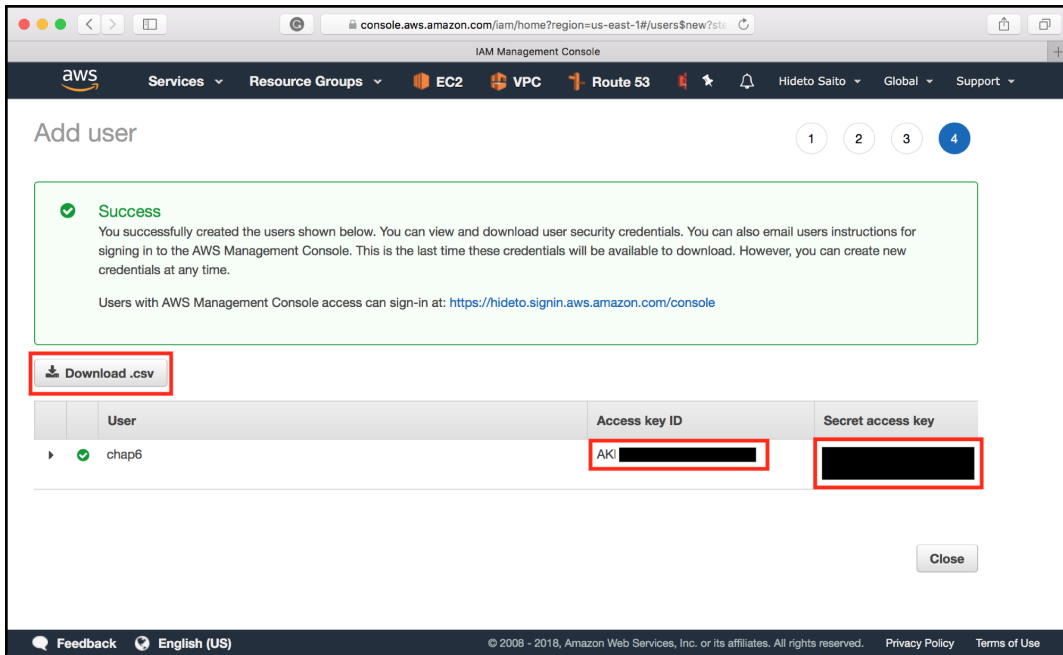 console.aws.amazon.com/iam/home?region=us-east-1#/users$new?ste
IAM Management Console
aws Services Resource Groups EC2 VPC Route 53 Hideto Saito Global Support
Add user
1 2 3 4
Success
You successfully created the users shown below. You can view and download user security credentials. You can also email users instructions for
signing in to the AWS Management Console. This is the last time these credentials will be available to download. However, you can create new
credentials at any time.
Users with AWS Management Console access can sign-in at: https://hideto.signin.aws.amazon.com/console
Download .csv
User Access key ID Secret access key
chap6 AKI
Close
Feedback English (US) © 2008 - 2018, Amazon Web Services, Inc. or its affiliates. All rights reserved. Privacy Policy Terms of Use